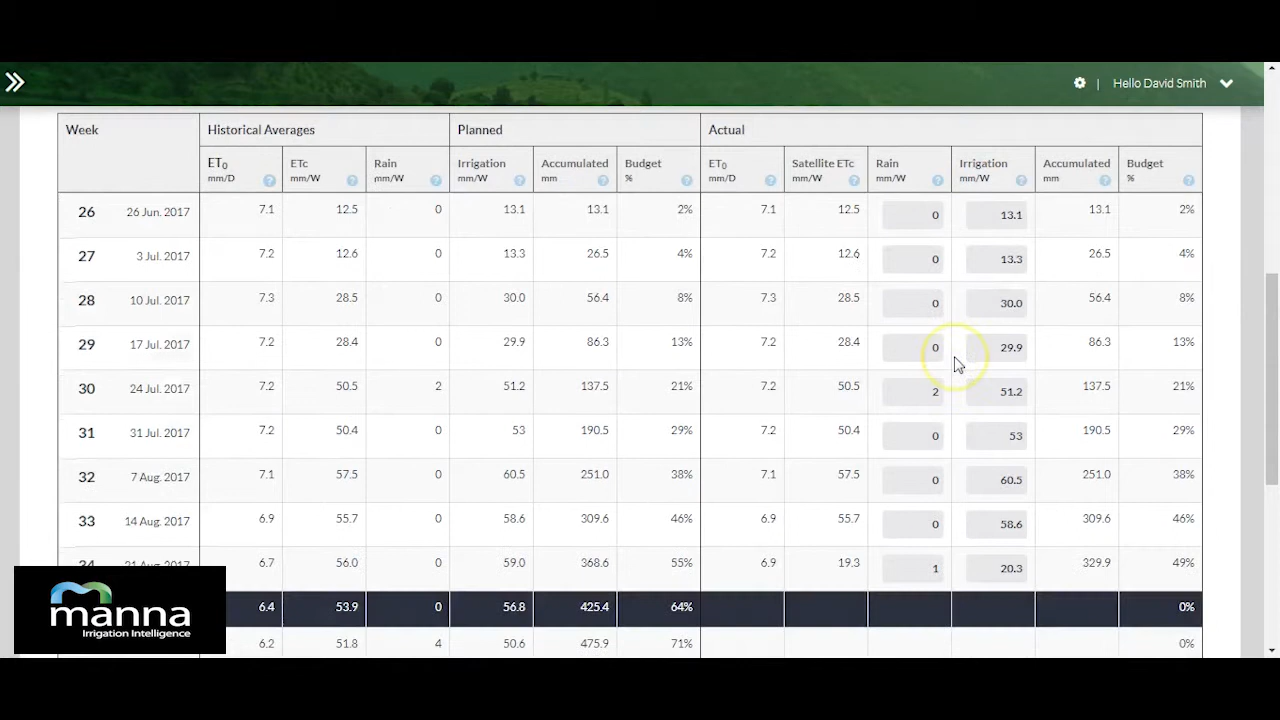 Hello David Smith
Week Historical Averages Planned Actual
ET0 mm/D ETc mm/W Rain mm/W Irrigation mm/W Accumulated mm Budget % ET0 mm/D Satellite ETc mm/W Rain mm/W Irrigation mm/W Accumulated mm Budget %
26 26 Jun. 2017 7.1 12.5 0 13.1 13.1 2% 7.1 12.5 0 13.1 13.1 2%
27 3 Jul. 2017 7.2 12.6 0 13.3 26.5 4% 7.2 12.6 0 13.3 26.5 4%
28 10 Jul. 2017 7.3 28.5 0 30.0 56.4 8% 7.3 28.5 0 30.0 56.4 8%
29 17 Jul. 2017 7.2 28.4 0 29.9 86.3 13% 7.2 28.4 0 29.9 86.3 13%
30 24 Jul. 2017 7.2 50.5 2 51.2 137.5 21% 7.2 50.5 2 51.2 137.5 21%
31 31 Jul. 2017 7.2 50.4 0 53 190.5 29% 7.2 50.4 0 53 190.5 29%
32 7 Aug. 2017 7.1 57.5 0 60.5 251.0 38% 7.1 57.5 0 60.5 251.0 38%
33 14 Aug. 2017 6.9 55.7 0 58.6 309.6 46% 6.9 55.7 0 58.6 309.6 46%
34 21 Aug. 2017 6.7 56.0 0 59.0 368.6 55% 6.9 19.3 1 20.3 329.9 49%
6.4 53.9 0 56.8 425.4 64% 0%
6.2 51.8 4 50.6 475.9 71% 0%
manna
Irrigation Intelligence